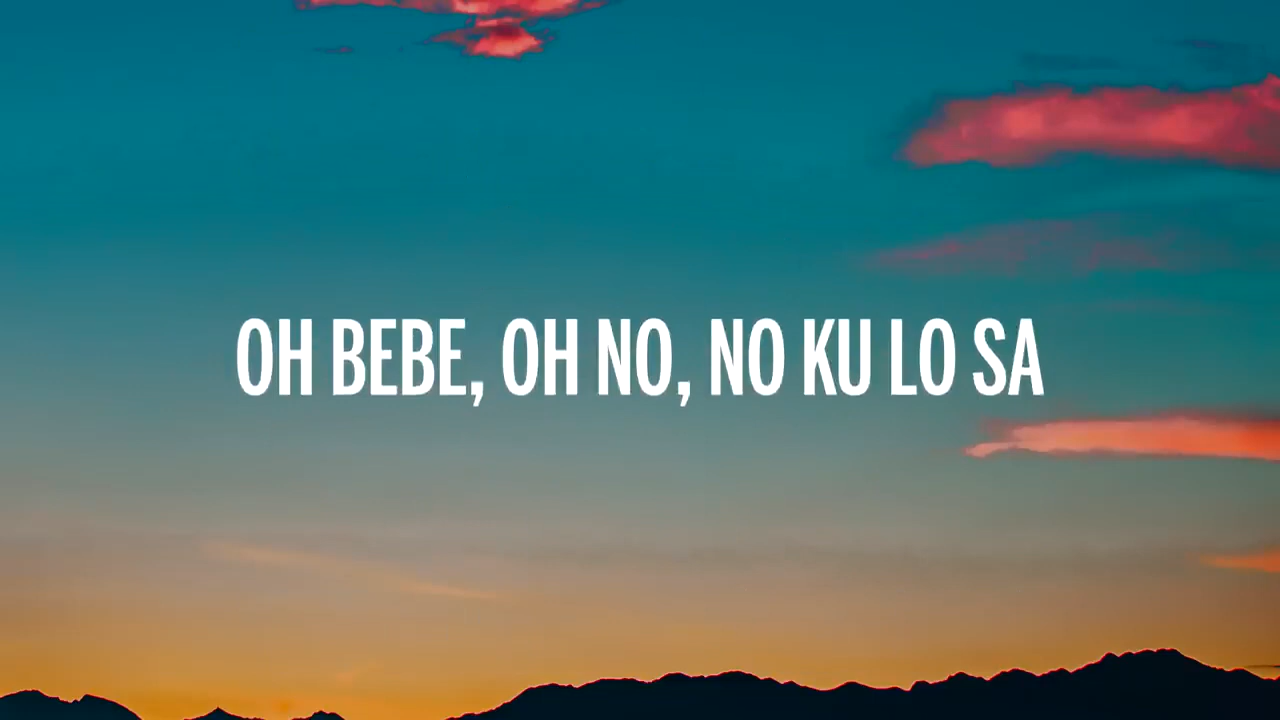 OH BEBE, OH NO, NO KU LO SA